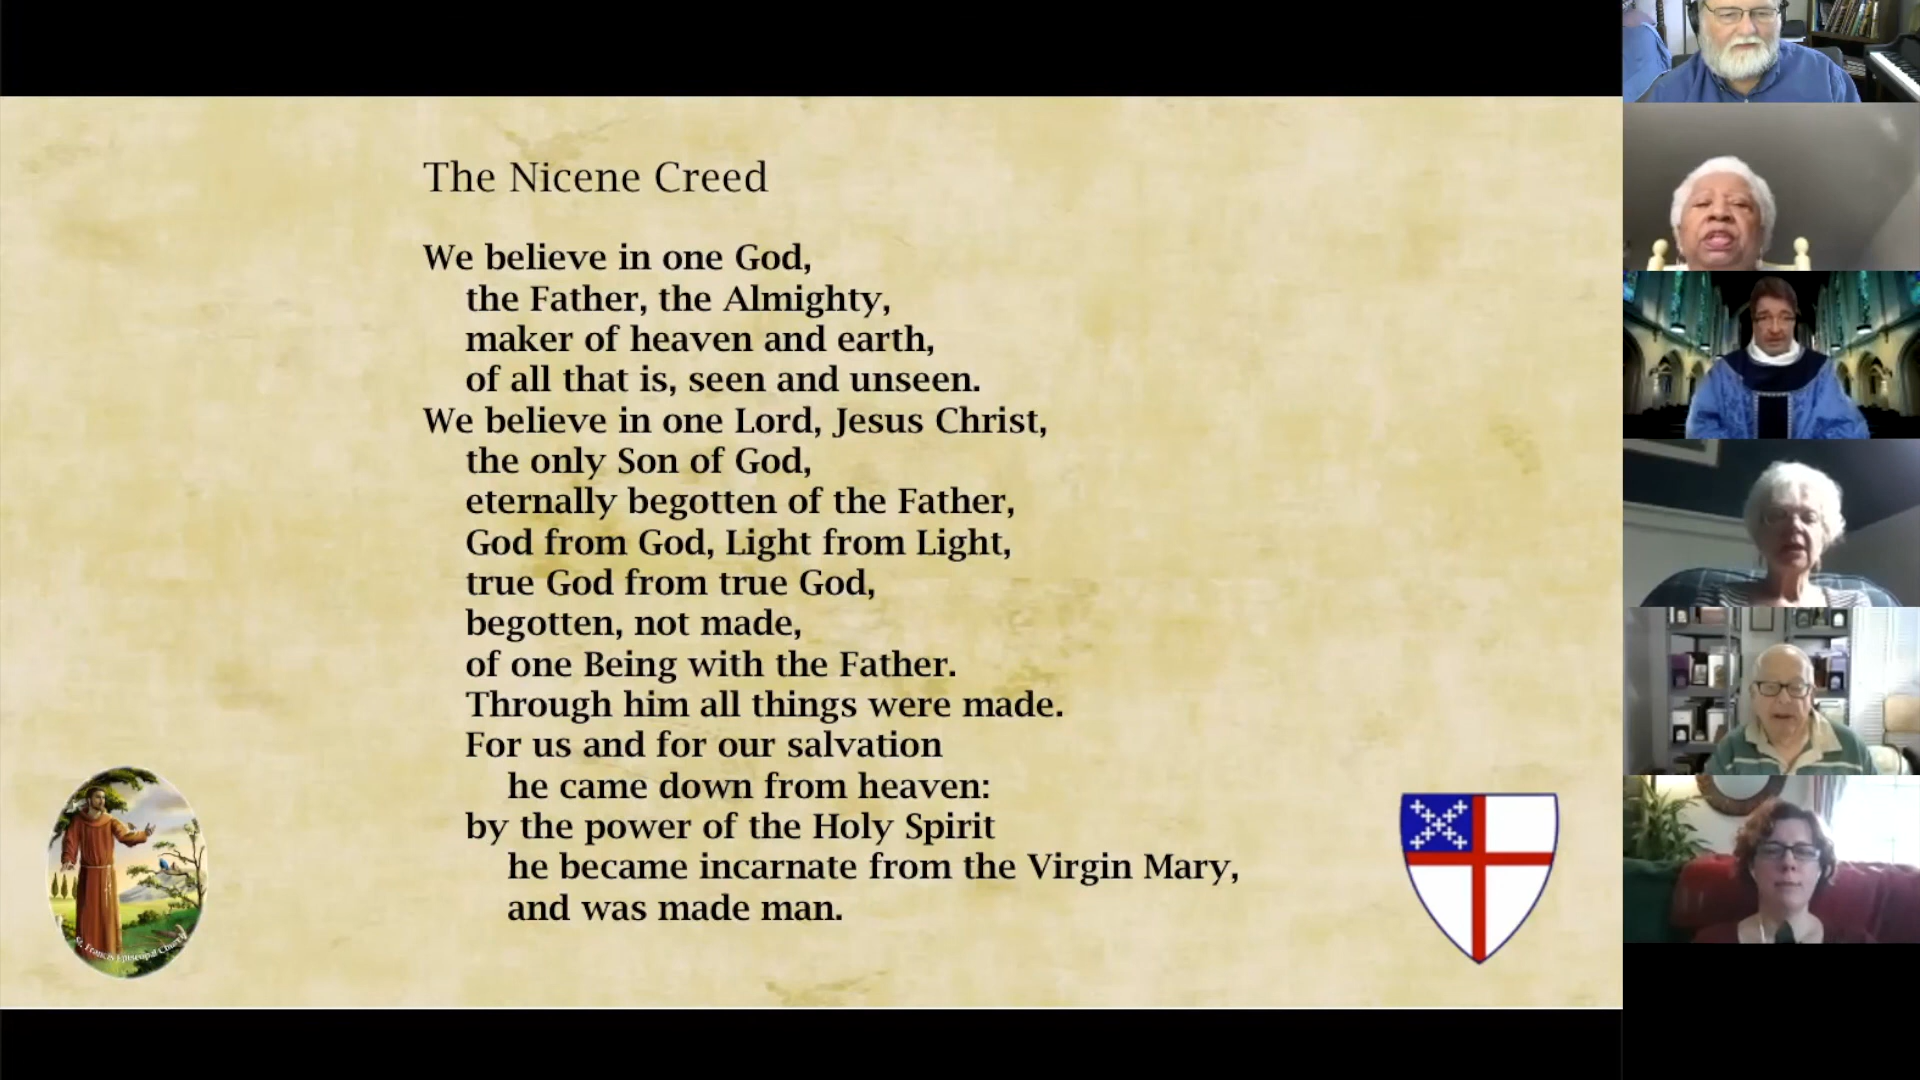 The Nicene Creed
We believe in one God,
the Father, the Almighty,
maker of heaven and earth,
of all that is, seen and unseen.
We believe in one Lord, Jesus Christ,
the only Son of God,
eternally begotten of the Father,
God from God, Light from Light,
true God from true God,
begotten, not made,
of one Being with the Father.
Through him all things were made.
For us and for our salvation
he came down from heaven:
by the power of the Holy Spirit
he became incarnate from the Virgin Mary,
and was made man.
St. Francis Episcopal Church